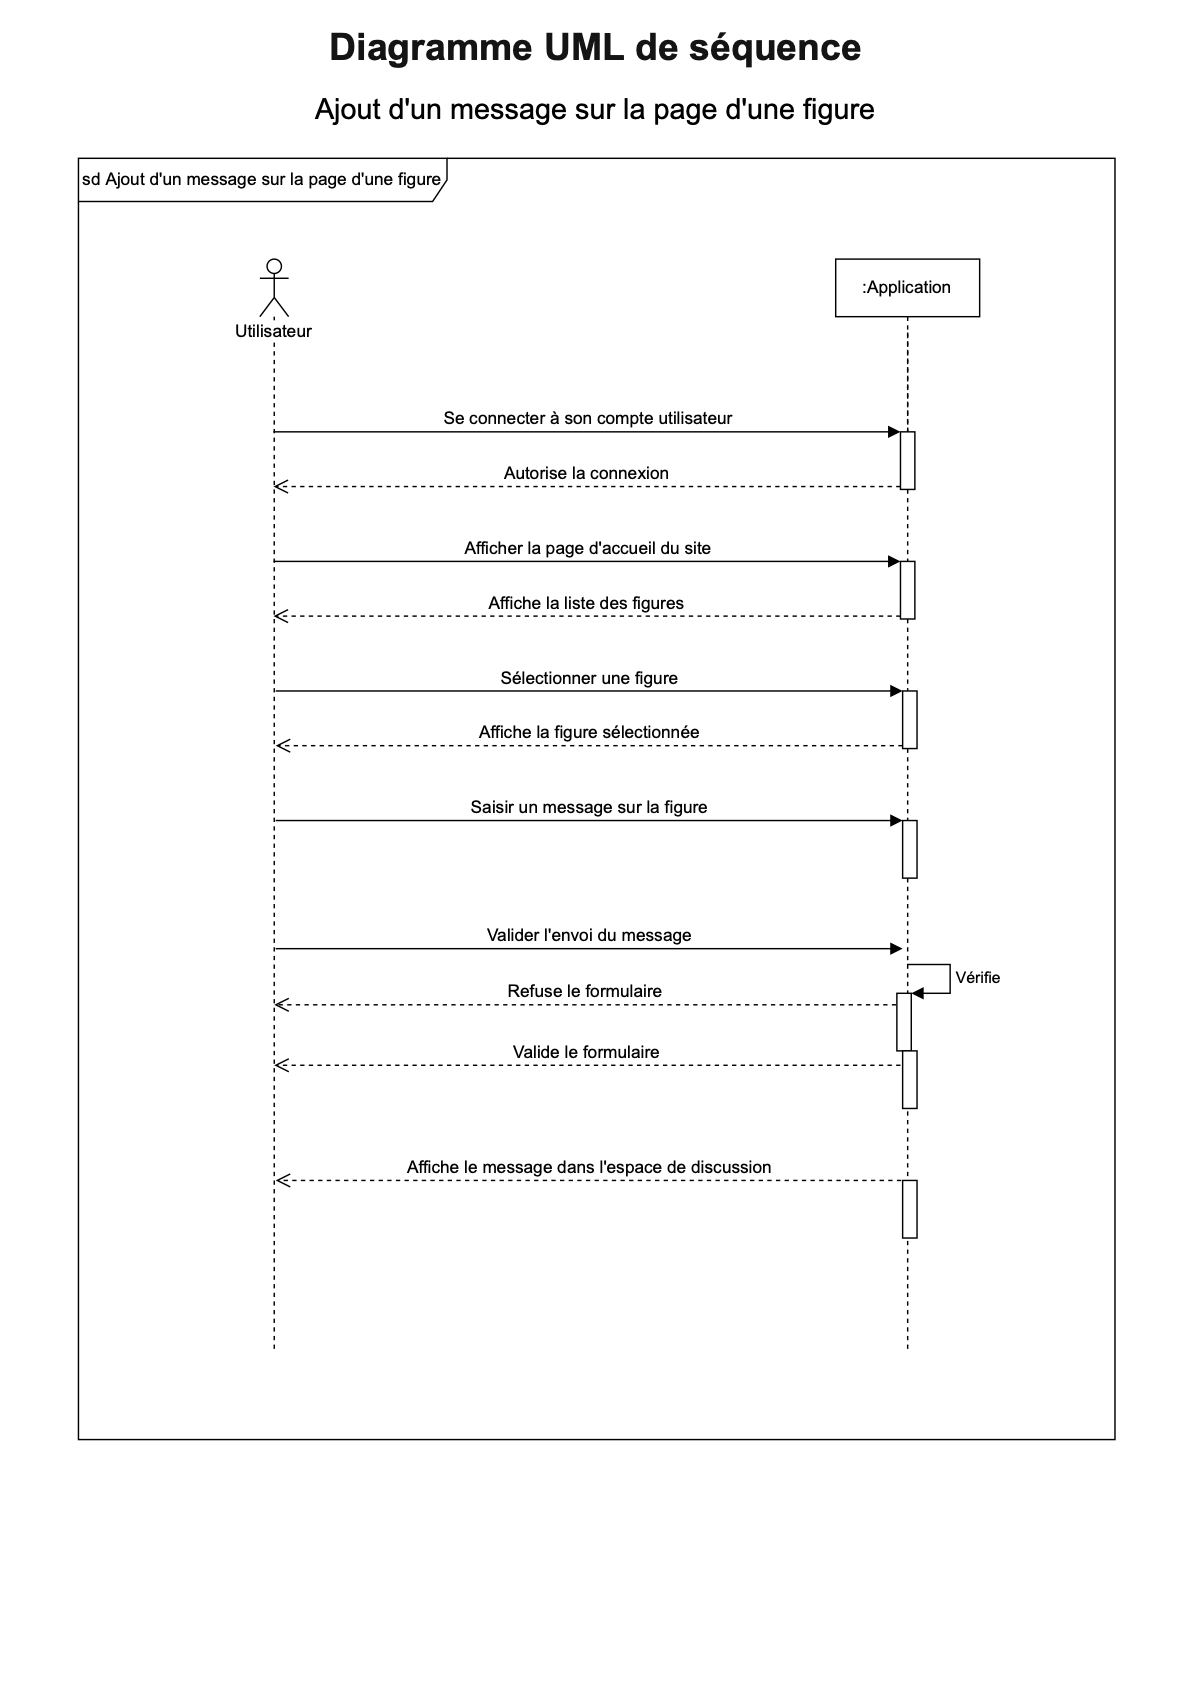 Diagramme UML de séquence
Ajout d'un message sur la page d'une figure
sd Ajout d'un message sur la page d'une figure
:Application
Utilisateur
Se connecter à son compte utilisateur
Autorise la connexion
Afficher la page d'accueil du site
Affiche la liste des figures
Sélectionner une figure
Affiche la figure sélectionnée
Saisir un message sur la figure
Valider l'envoi du message
Vérifie
Refuse le formulaire
Valide le formulaire
Affiche le message dans l'espace de discussion